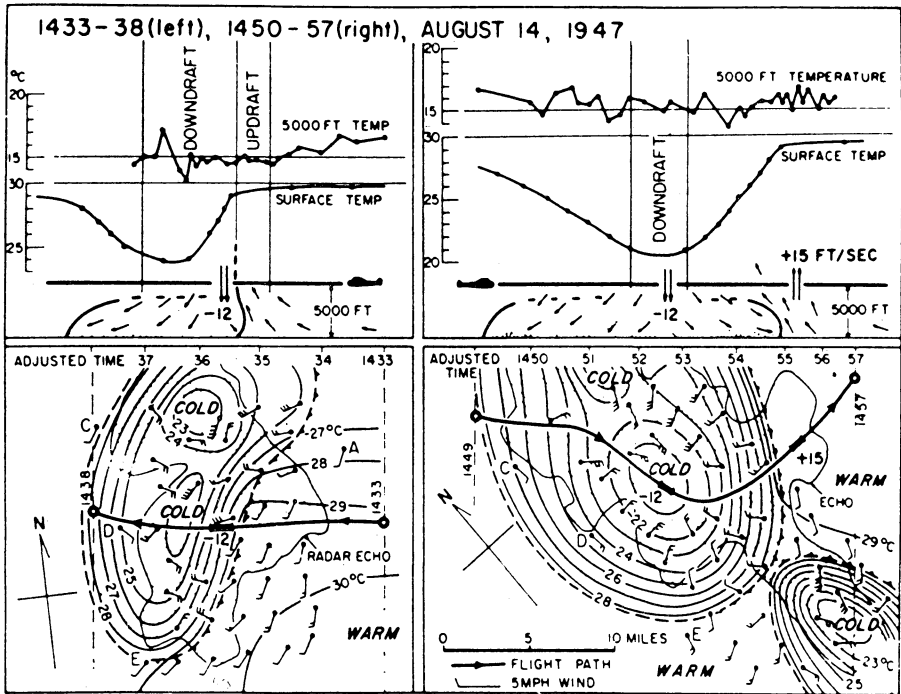 1433-38(left), 1450-57(right), AUGUST 14, 1947
°C
20
15
30
25
DOWNDRAFT
UPDRAFT
5000 FT TEMP
SURFACE TEMP
-12
5000 FT
20
15
30
25
20
5000 FT TEMPERATURE
SURFACE TEMP
DOWNDRAFT
+15 FT/SEC
-12
5000 FT
ADJUSTED TIME 37 36 35 34 1433
C
COLD
23
24
-27°C
A
28
1438
29
1433
COLD
D
-12
N
RADAR ECHO
25
27
28
30°C
WARM
E
ADJUSTED TIME 1450 51 52 53 54 55 56 57
COLD
1457
1449
C
COLD
+15
-12
WARM
ECHO
N
-22
D
24
29°C
26
28
COLD
E
0 5 10 MILES
FLIGHT PATH
5MPH WIND
WARM
23°C
25